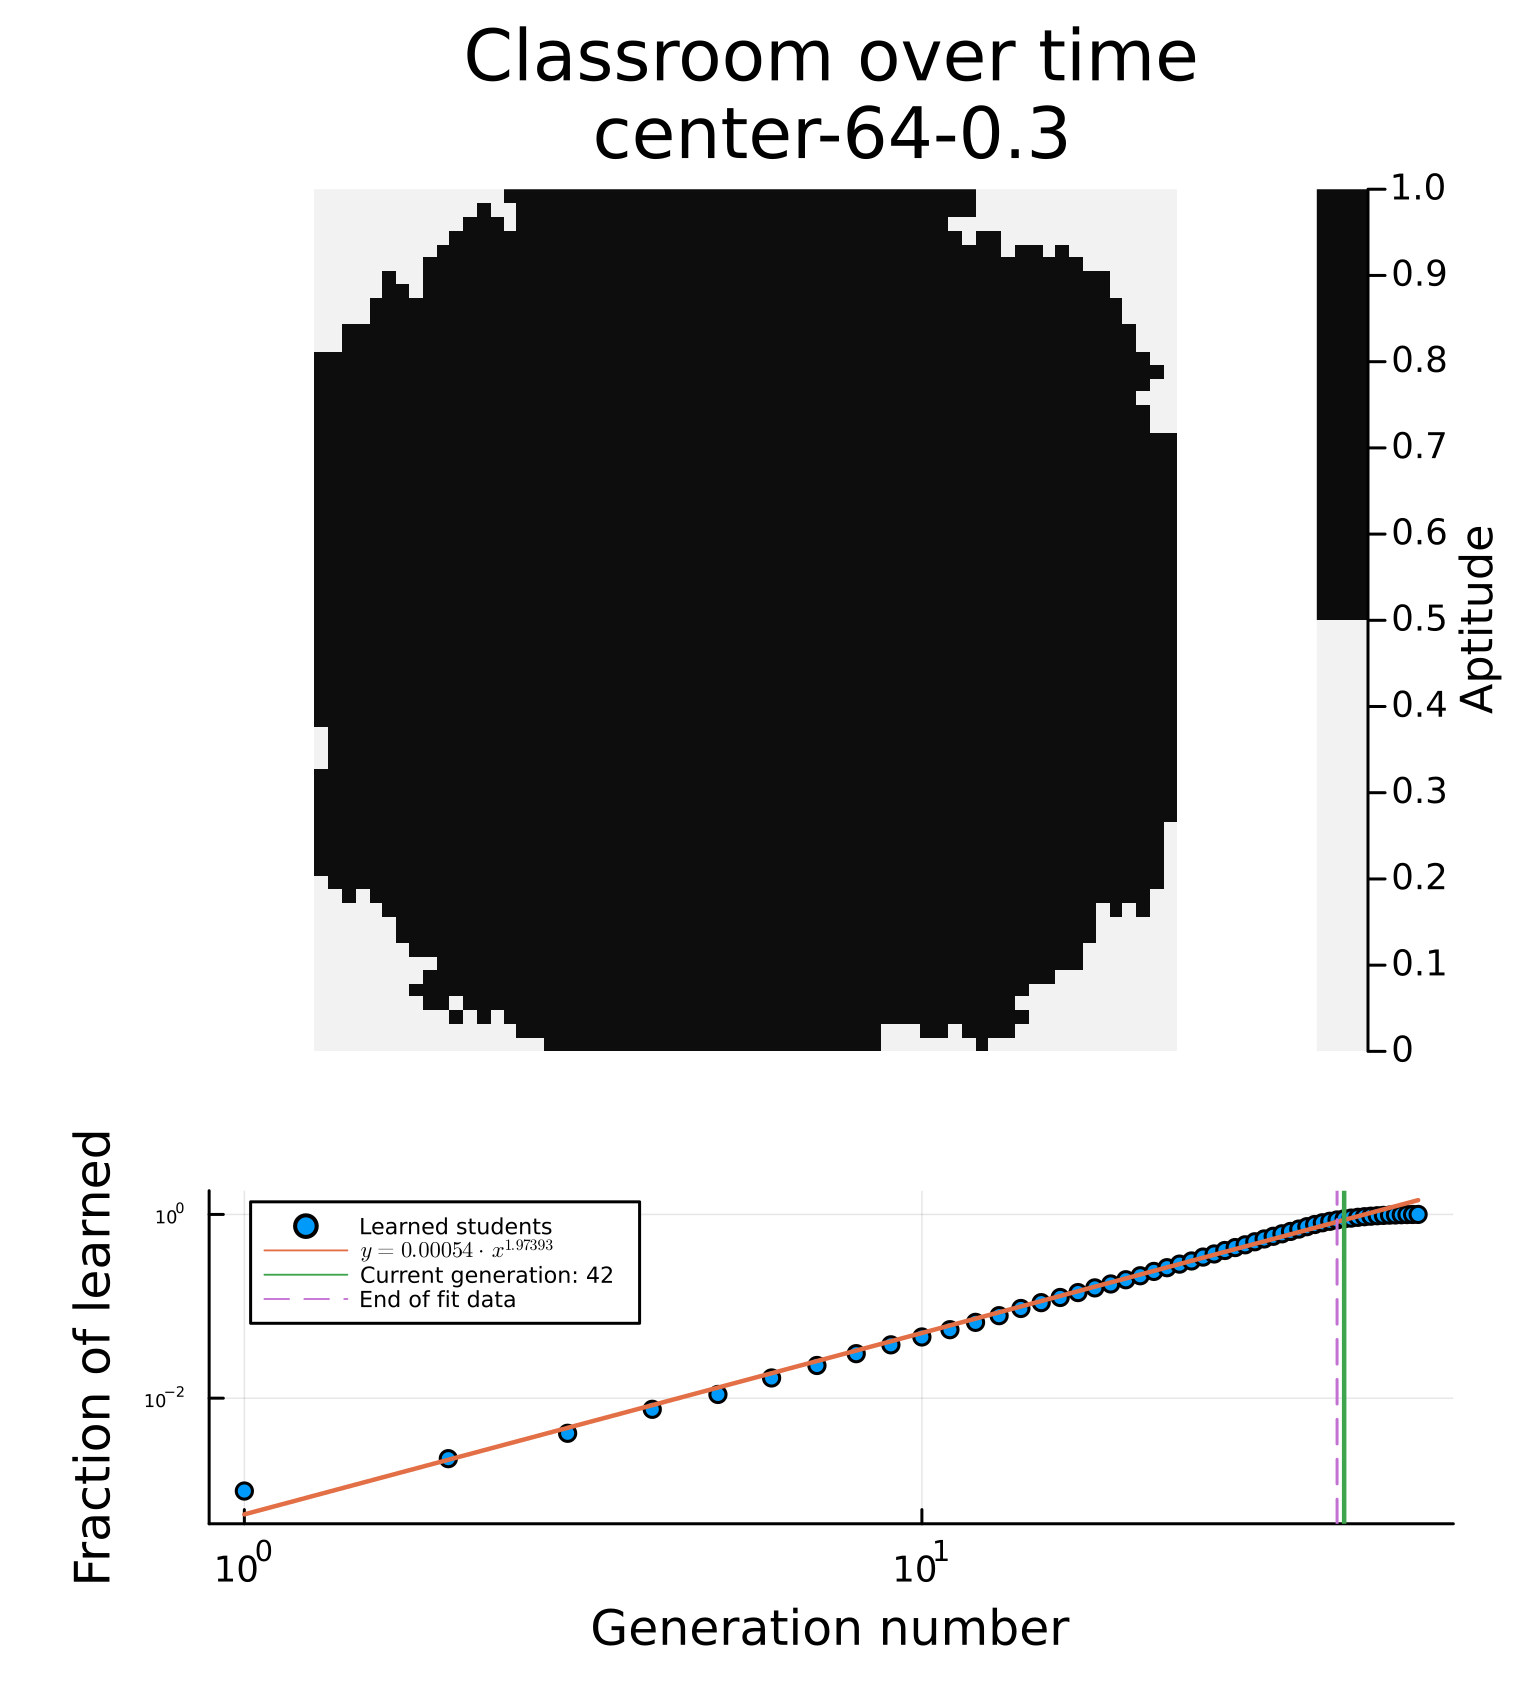 Classroom over time
center-64-0.3
1.0
0.9
0.8
0.7
0.6
0.5
0.4
0.3
0.2
0.1
0
Aptitude
Fraction of learned
10^0
10^-2
Learned students
y = 0.00054 · x^1.97393
Current generation: 42
End of fit data
10^0
10^1
Generation number